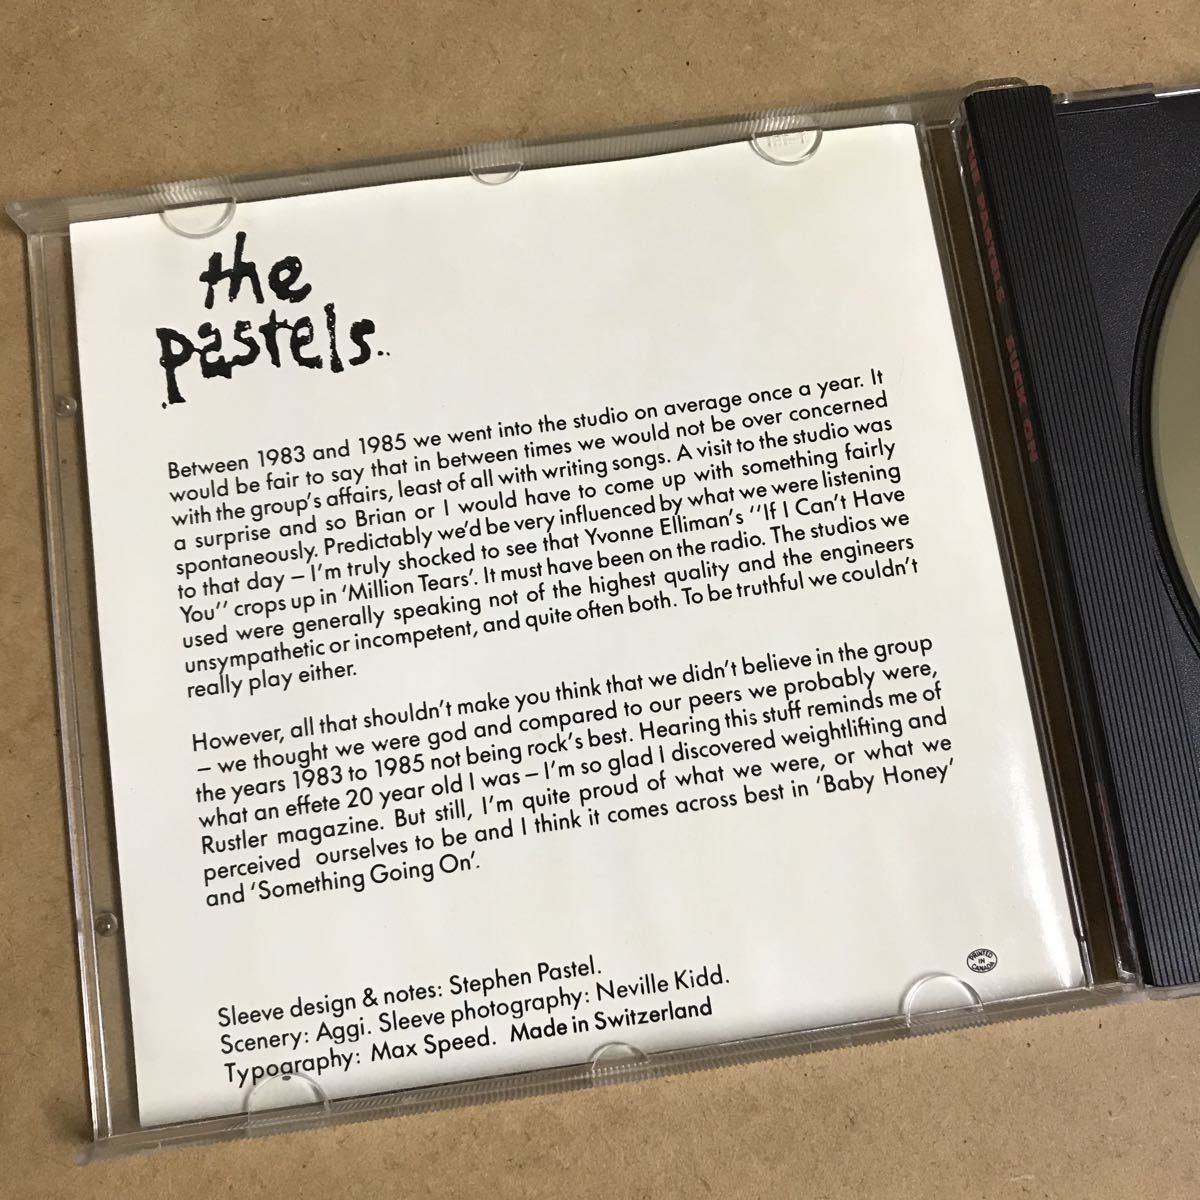 the
pastels..
Between 1983 and 1985 we went into the studio on average once a year. It
would be fair to say that in between times we would not be over concerned
with the group's affairs, least of all with writing songs. A visit to the studio was
a surprise and so Brian or I would have to come up with something fairly
spontaneously. Predictably we'd be very influenced by what we were listening
to that day – I'm truly shocked to see that Yvonne Elliman's "If I Can't Have
You" crops up in 'Million Tears'. It must have been on the radio. The studios we
used were generally speaking not of the highest quality and the engineers
unsympathetic or incompetent, and quite often both. To be truthful we couldn't
really play either.
However, all that shouldn't make you think that we didn't believe in the group
– we thought we were god and compared to our peers we probably were,
the years 1983 to 1985 not being rock's best. Hearing this stuff reminds me of
what an effete 20 year old I was – I'm so glad I discovered weightlifting and
Rustler magazine. But still, I'm quite proud of what we were, or what we
perceived ourselves to be and I think it comes across best in 'Baby Honey'
and 'Something Going On'.
Sleeve design & notes: Stephen Pastel.
Scenery: Aggi. Sleeve photography: Neville Kidd.
Typography: Max Speed. Made in Switzerland
PRINTED
IN
CANADA
THE PASTELS SUCK ON